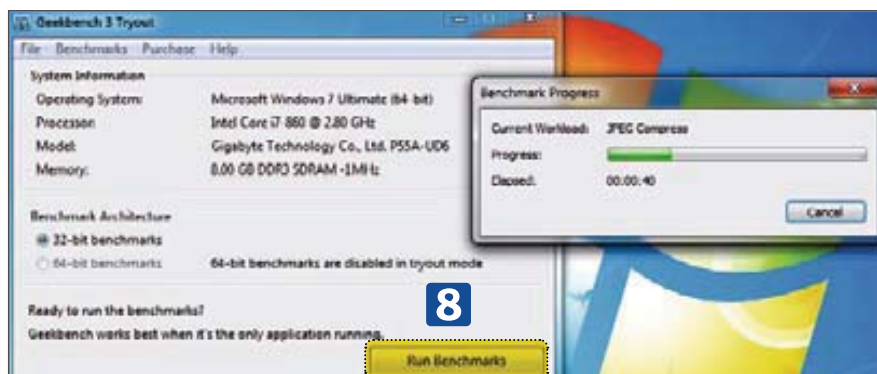 Geekbench 3 Tryout
File Benchmarks Purchase Help
System Information
Operating System: Microsoft Windows 7 Ultimate (64-bit)
Processor: Intel Core i7 860 @ 2.80 GHz
Model: Gigabyte Technology Co., Ltd. P55A-UD6
Memory: 8.00 GB DDR3 SDRAM -1MHz
Benchmark Architecture
32-bit benchmarks
64-bit benchmarks 64-bit benchmarks are disabled in tryout mode
Ready to run the benchmarks?
Geekbench works best when it's the only application running.
8
Run Benchmarks
Benchmark Progress
Current Workload: JPEG Compress
Progress:
Elapsed: 00:00:40
Cancel